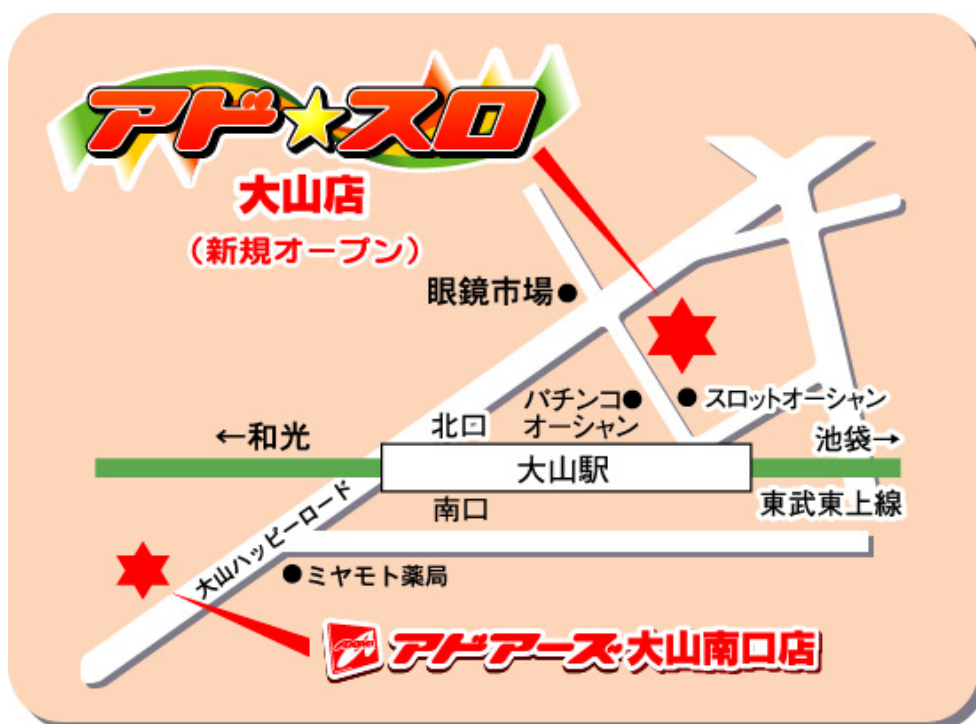 アド☆スロ
大山店
(新規オープン)
眼鏡市場
パチンコ
オーシャン
スロットオーシャン
北口
←和光
池袋→
大山駅
南口
東武東上線
大山ハッピーロード
ミヤモト薬局
アドアーズ 大山南口店